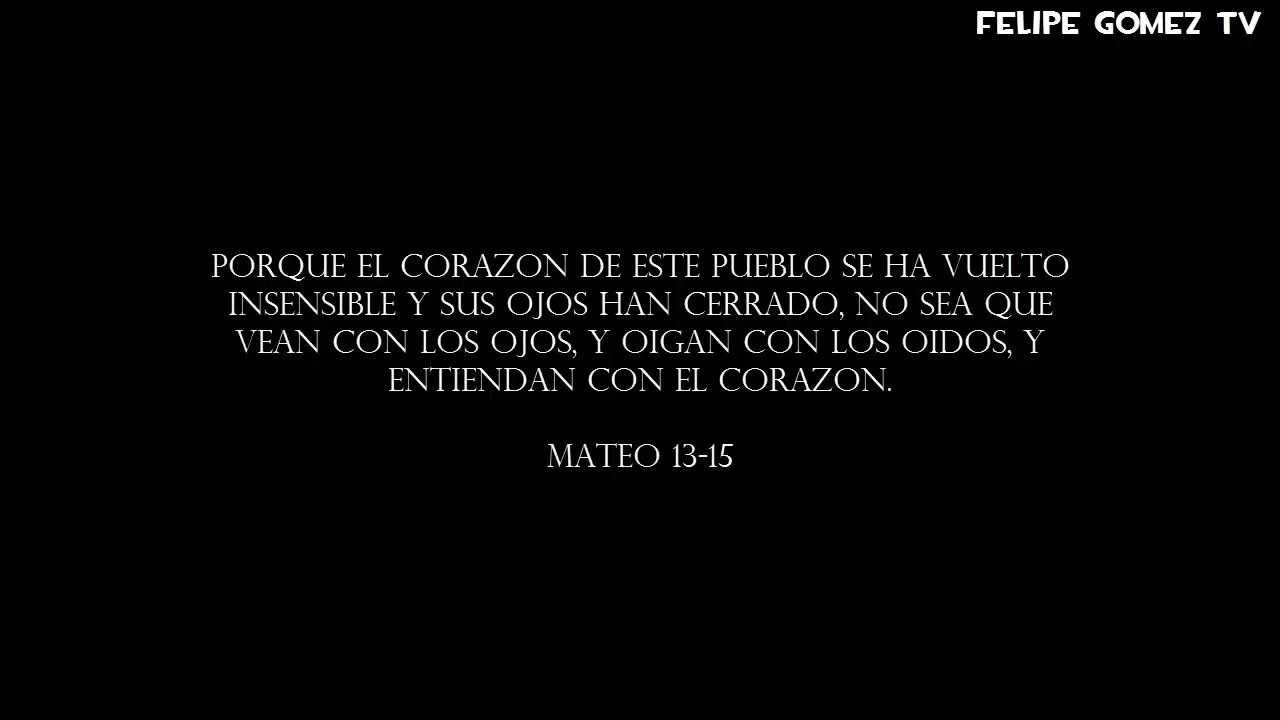 FELIPE GOMEZ TV
PORQUE EL CORAZON DE ESTE PUEBLO SE HA VUELTO
INSENSIBLE Y SUS OJOS HAN CERRADO, NO SEA QUE
VEAN CON LOS OJOS, Y OIGAN CON LOS OIDOS, Y
ENTIENDAN CON EL CORAZON.
MATEO 13-15